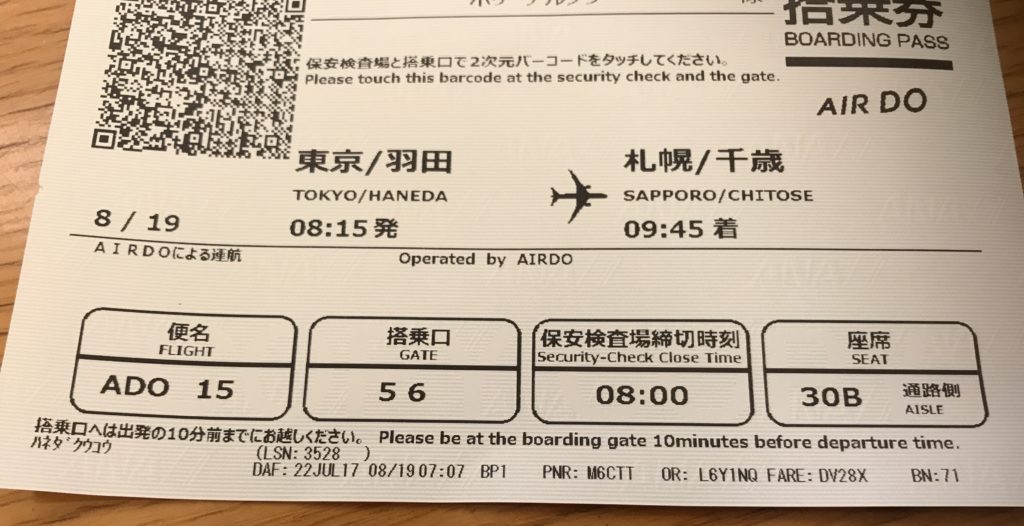 様
搭乗券
BOARDING PASS
保安検査場と搭乗口で2次元バーコードをタッチしてください。
Please touch this barcode at the security check and the gate.
AIR DO
東京/羽田 札幌/千歳
TOKYO/HANEDA SAPPORO/CHITOSE
8 / 19 08:15 発 09:45 着
AIRDOによる運航 Operated by AIRDO
便名 搭乗口 保安検査場締切時刻 座席
FLIGHT GATE Security-Check Close Time SEAT
ADO 15 56 08:00 30B 通路側
AISLE
搭乗口へは出発の10分前までにお越しください。 Please be at the boarding gate 10minutes before departure time.
ハネダクウコウ
(LSN: 3528 )
DAF: 22JUL17 08/19 07:07 BP1 PNR: M6CTT OR: L6Y1NQ FARE: DV28X BN:71